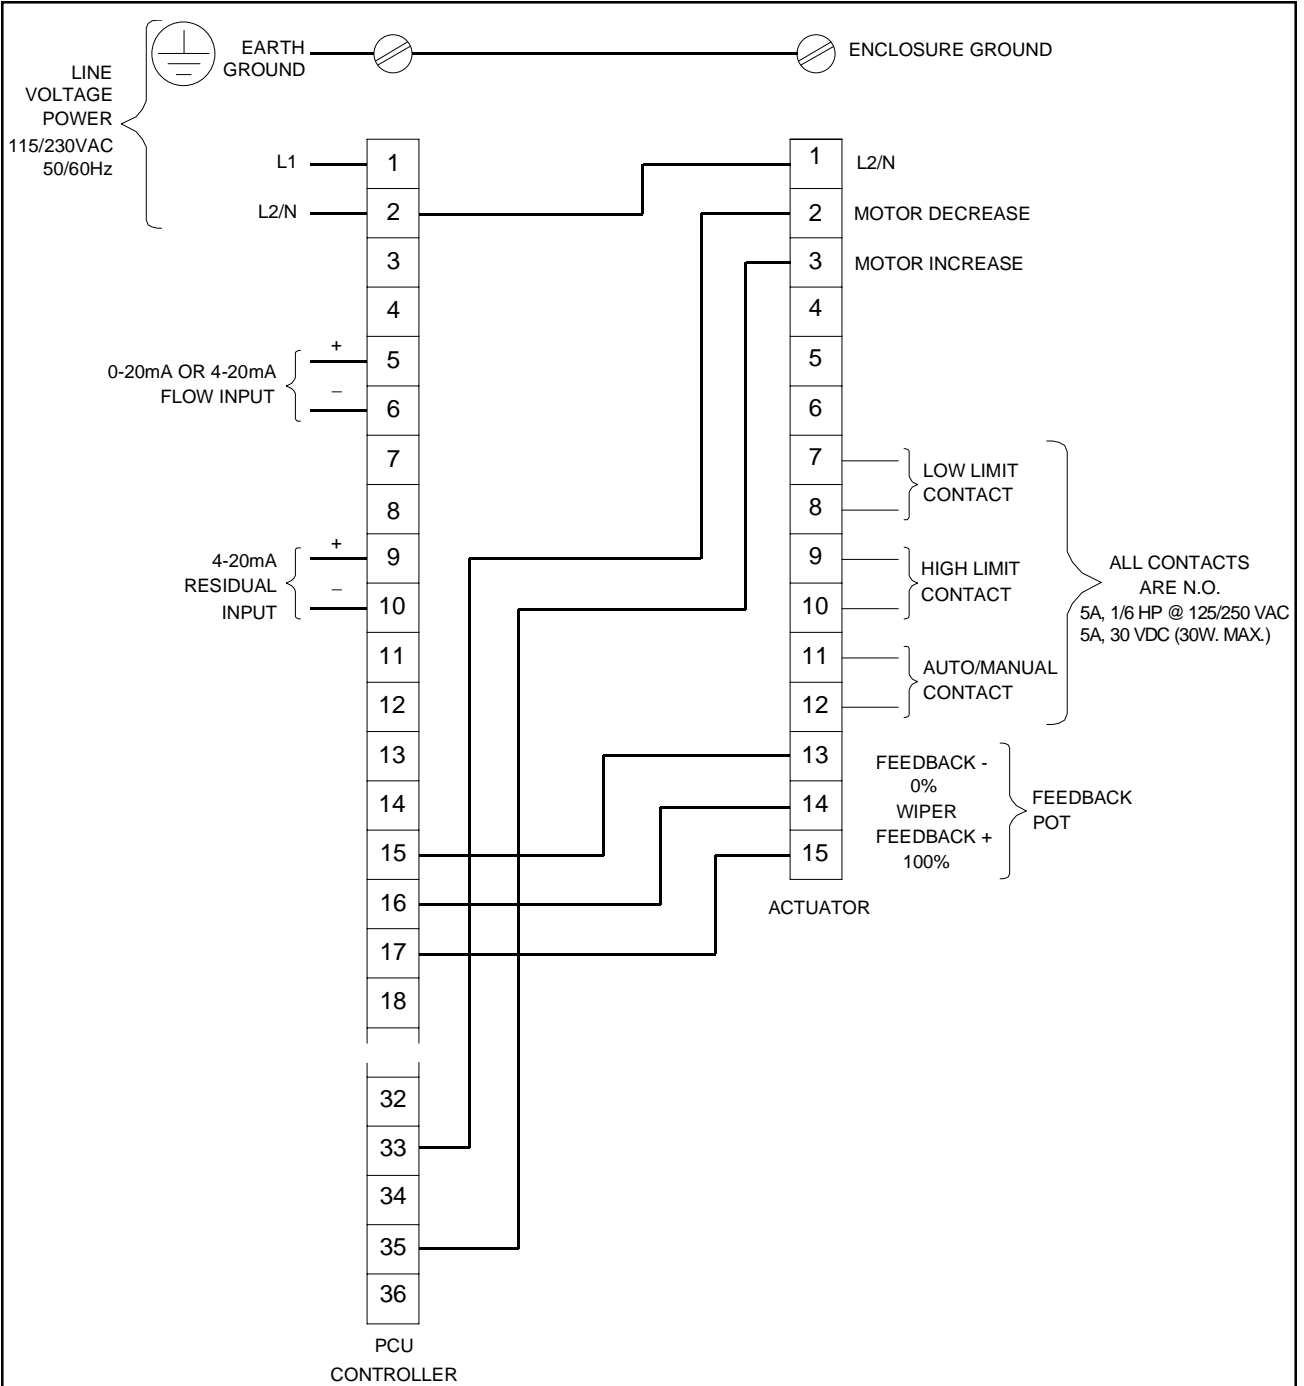 EARTH
GROUND
ENCLOSURE GROUND
LINE
VOLTAGE
POWER
115/230VAC
50/60Hz
L1
L2/N
0-20mA OR 4-20mA
FLOW INPUT
+
–
4-20mA
RESIDUAL
INPUT
+
–
1
2
3
4
5
6
7
8
9
10
11
12
13
14
15
16
17
18
32
33
34
35
36
PCU
CONTROLLER
1
2
3
4
5
6
7
8
9
10
11
12
13
14
15
ACTUATOR
L2/N
MOTOR DECREASE
MOTOR INCREASE
LOW LIMIT
CONTACT
HIGH LIMIT
CONTACT
AUTO/MANUAL
CONTACT
ALL CONTACTS
ARE N.O.
5A, 1/6 HP @ 125/250 VAC
5A, 30 VDC (30W. MAX.)
FEEDBACK -
0%
WIPER
FEEDBACK +
100%
FEEDBACK
POT